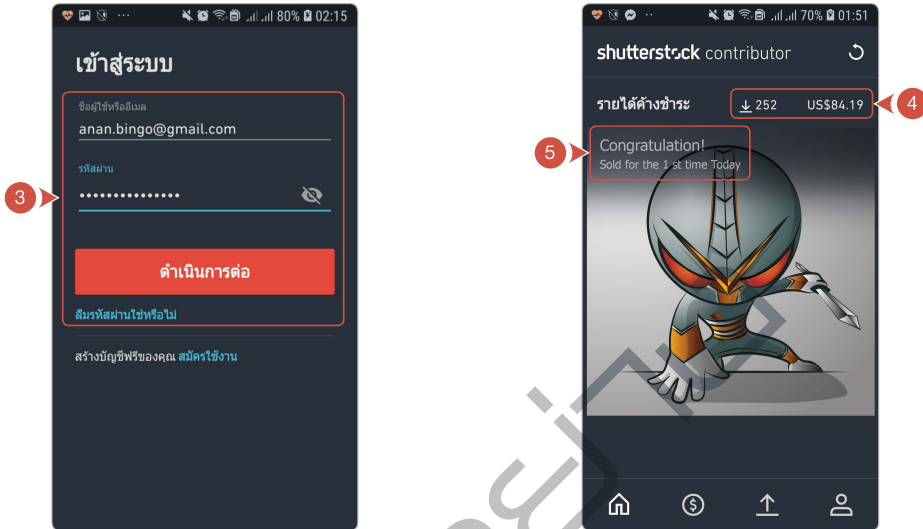 80% 02:15
เข้าสู่ระบบ
ชื่อผู้ใช้หรืออีเมล
anan.bingo@gmail.com
รหัสผ่าน
3
ดำเนินการต่อ
ลืมรหัสผ่านใช่หรือไม่
สร้างบัญชีฟรีของคุณ สมัครใช้งาน
70% 01:51
shutterstock contributor
รายได้ค้างชำระ
252 US$84.19
4
5
Congratulation!
Sold for the 1 st time Today